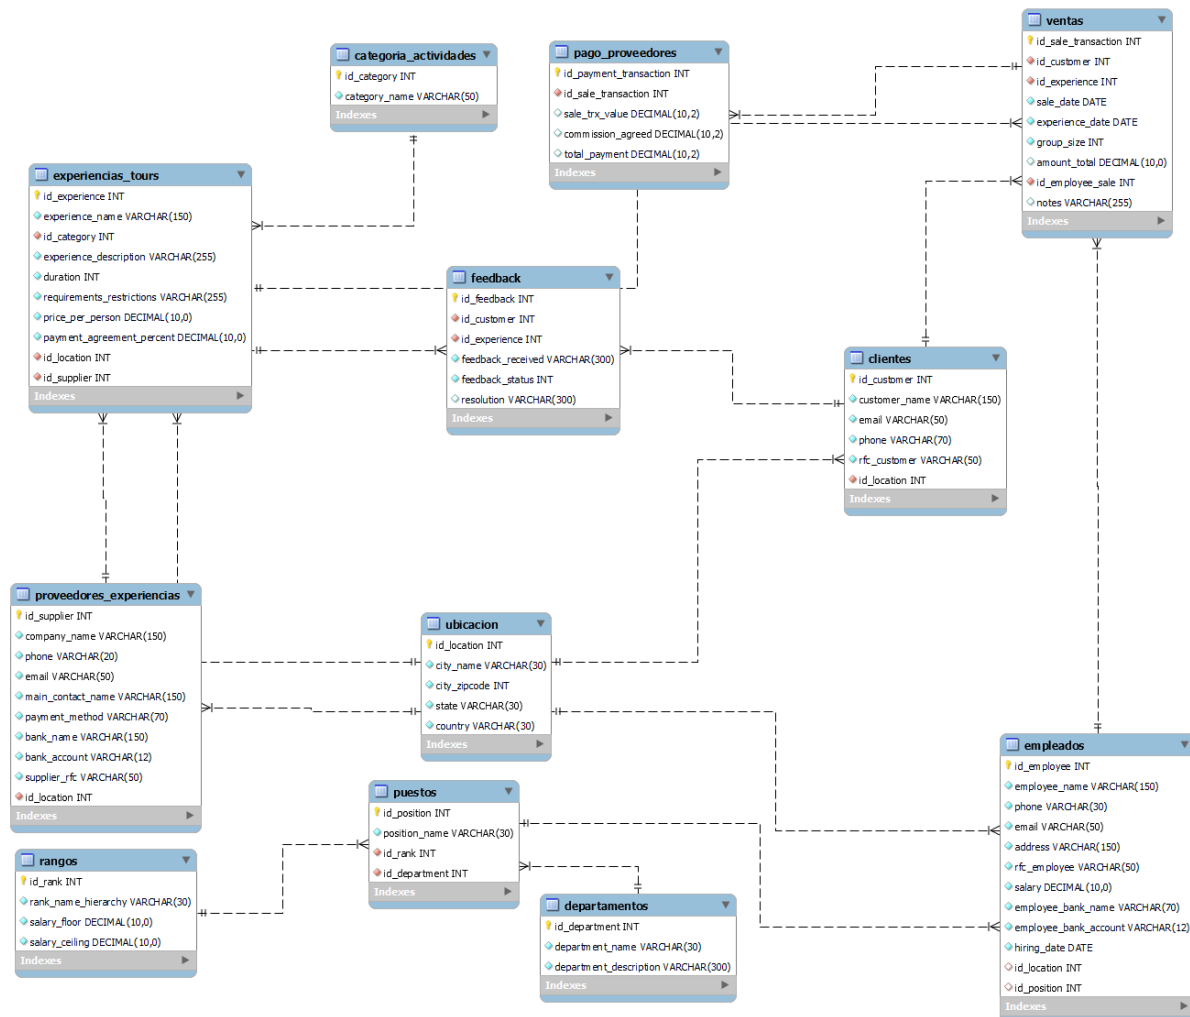 categoria_actividades
id_category INT
category_name VARCHAR(50)
Indexes
pago_proveedores
id_payment_transaction INT
id_sale_transaction INT
sale_trx_value DECIMAL(10,2)
commission_agreed DECIMAL(10,2)
total_payment DECIMAL(10,2)
Indexes
ventas
id_sale_transaction INT
id_customer INT
id_experience INT
sale_date DATE
experience_date DATE
group_size INT
amount_total DECIMAL(10,0)
id_employee_sale INT
notes VARCHAR(255)
Indexes
experiencias_tours
id_experience INT
experience_name VARCHAR(150)
id_category INT
experience_description VARCHAR(255)
duration INT
requirements_restrictions VARCHAR(255)
price_per_person DECIMAL(10,0)
payment_agreement_percent DECIMAL(10,0)
id_location INT
id_supplier INT
Indexes
feedback
id_feedback INT
id_customer INT
id_experience INT
feedback_received VARCHAR(300)
feedback_status INT
resolution VARCHAR(300)
Indexes
clientes
id_customer INT
customer_name VARCHAR(150)
email VARCHAR(50)
phone VARCHAR(70)
rfc_customer VARCHAR(50)
id_location INT
Indexes
proveedores_experiencias
id_supplier INT
company_name VARCHAR(150)
phone VARCHAR(20)
email VARCHAR(50)
main_contact_name VARCHAR(150)
payment_method VARCHAR(70)
bank_name VARCHAR(150)
bank_account VARCHAR(12)
supplier_rfc VARCHAR(50)
id_location INT
Indexes
ubicacion
id_location INT
city_name VARCHAR(30)
city_zipcode INT
state VARCHAR(30)
country VARCHAR(30)
Indexes
empleados
id_employee INT
employee_name VARCHAR(150)
phone VARCHAR(30)
email VARCHAR(50)
address VARCHAR(150)
rfc_employee VARCHAR(50)
salary DECIMAL(10,0)
employee_bank_name VARCHAR(70)
employee_bank_account VARCHAR(12)
hiring_date DATE
id_location INT
id_position INT
Indexes
puestos
id_position INT
position_name VARCHAR(30)
id_rank INT
id_department INT
Indexes
rangos
id_rank INT
rank_name_hierarchy VARCHAR(30)
salary_floor DECIMAL(10,0)
salary_ceiling DECIMAL(10,0)
Indexes
departamentos
id_department INT
department_name VARCHAR(30)
department_description VARCHAR(300)
Indexes